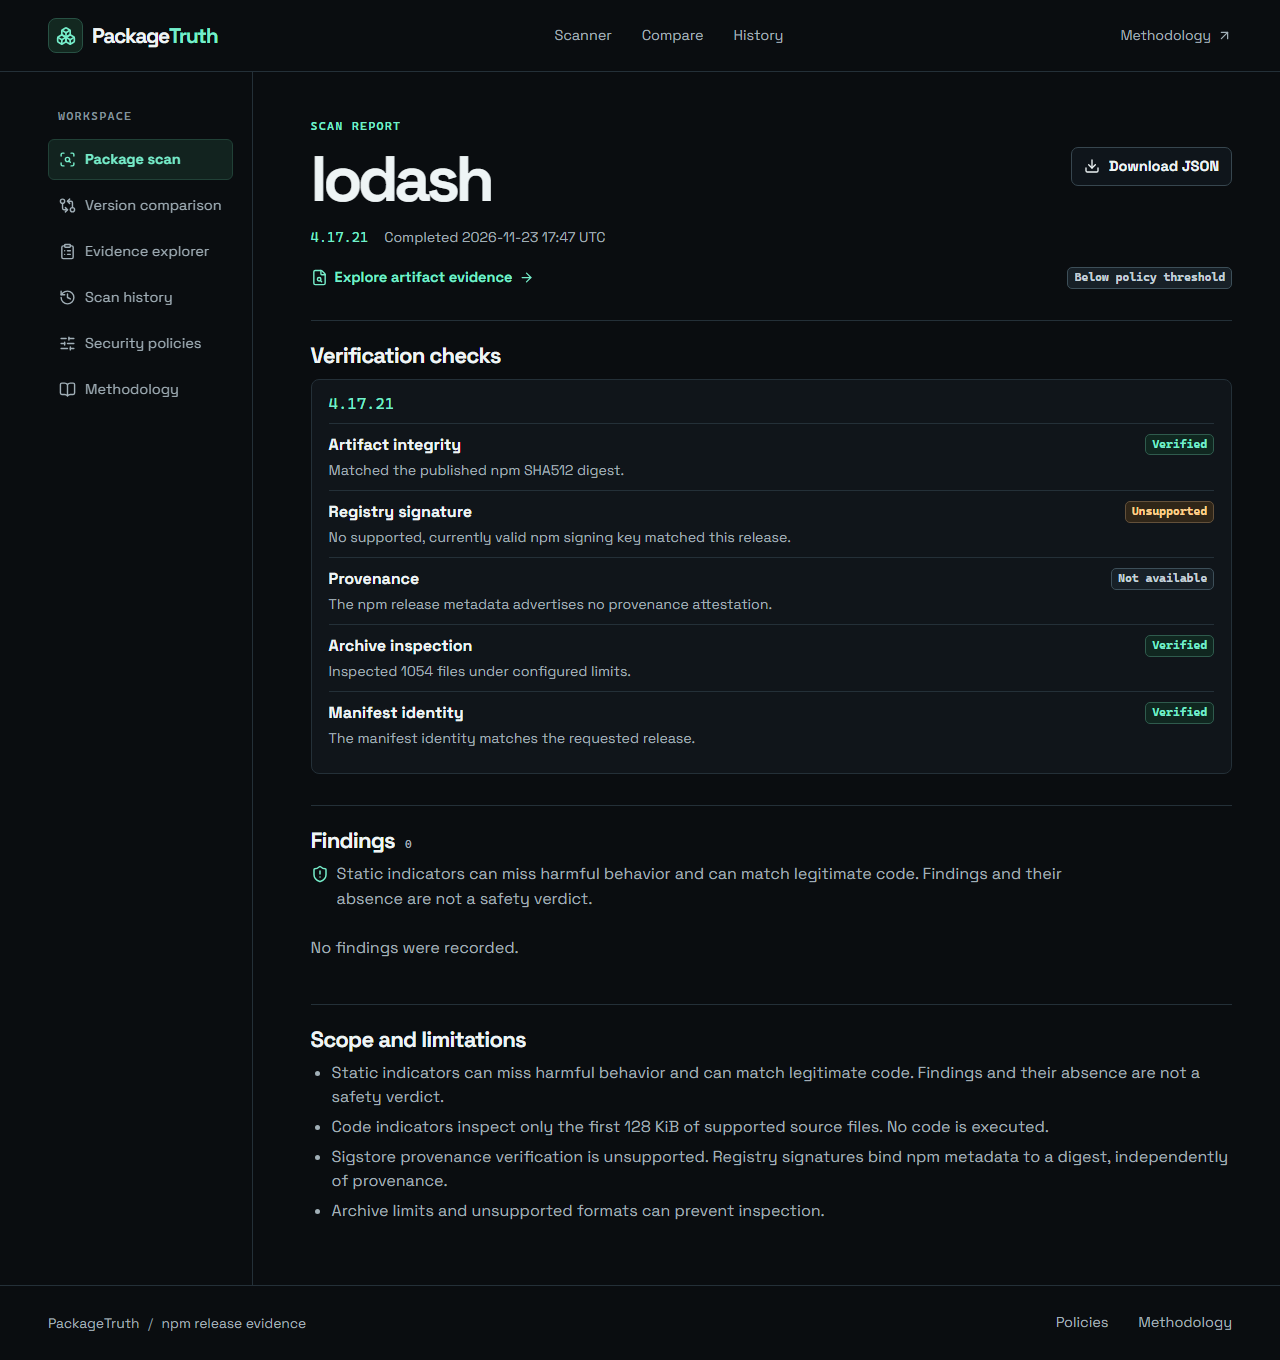 PackageTruth
Scanner
Compare
History
Methodology
WORKSPACE
Package scan
Version comparison
Evidence explorer
Scan history
Security policies
Methodology
SCAN REPORT
lodash
Download JSON
4.17.21 Completed 2026-11-23 17:47 UTC
Explore artifact evidence
Below policy threshold
Verification checks
4.17.21
Artifact integrity
Verified
Matched the published npm SHA512 digest.
Registry signature
Unsupported
No supported, currently valid npm signing key matched this release.
Provenance
Not available
The npm release metadata advertises no provenance attestation.
Archive inspection
Verified
Inspected 1054 files under configured limits.
Manifest identity
Verified
The manifest identity matches the requested release.
Findings 0
Static indicators can miss harmful behavior and can match legitimate code. Findings and their
absence are not a safety verdict.
No findings were recorded.
Scope and limitations
• Static indicators can miss harmful behavior and can match legitimate code. Findings and their absence are not a
safety verdict.
• Code indicators inspect only the first 128 KiB of supported source files. No code is executed.
• Sigstore provenance verification is unsupported. Registry signatures bind npm metadata to a digest, independently
of provenance.
• Archive limits and unsupported formats can prevent inspection.
PackageTruth / npm release evidence
Policies
Methodology